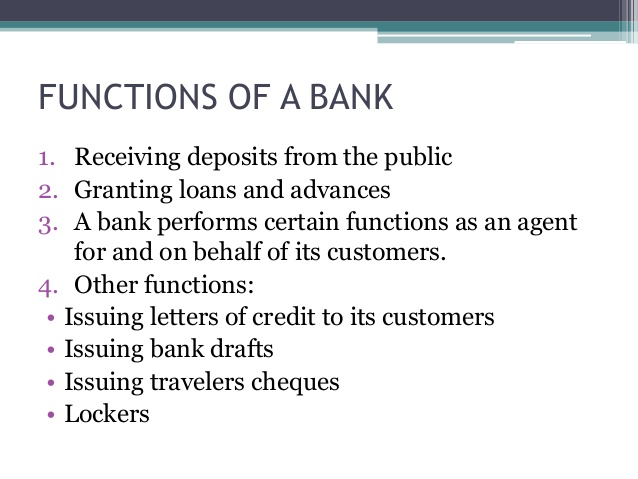 FUNCTIONS OF A BANK
1. Receiving deposits from the public
2. Granting loans and advances
3. A bank performs certain functions as an agent
for and on behalf of its customers.
4. Other functions:
• Issuing letters of credit to its customers
• Issuing bank drafts
• Issuing travelers cheques
• Lockers